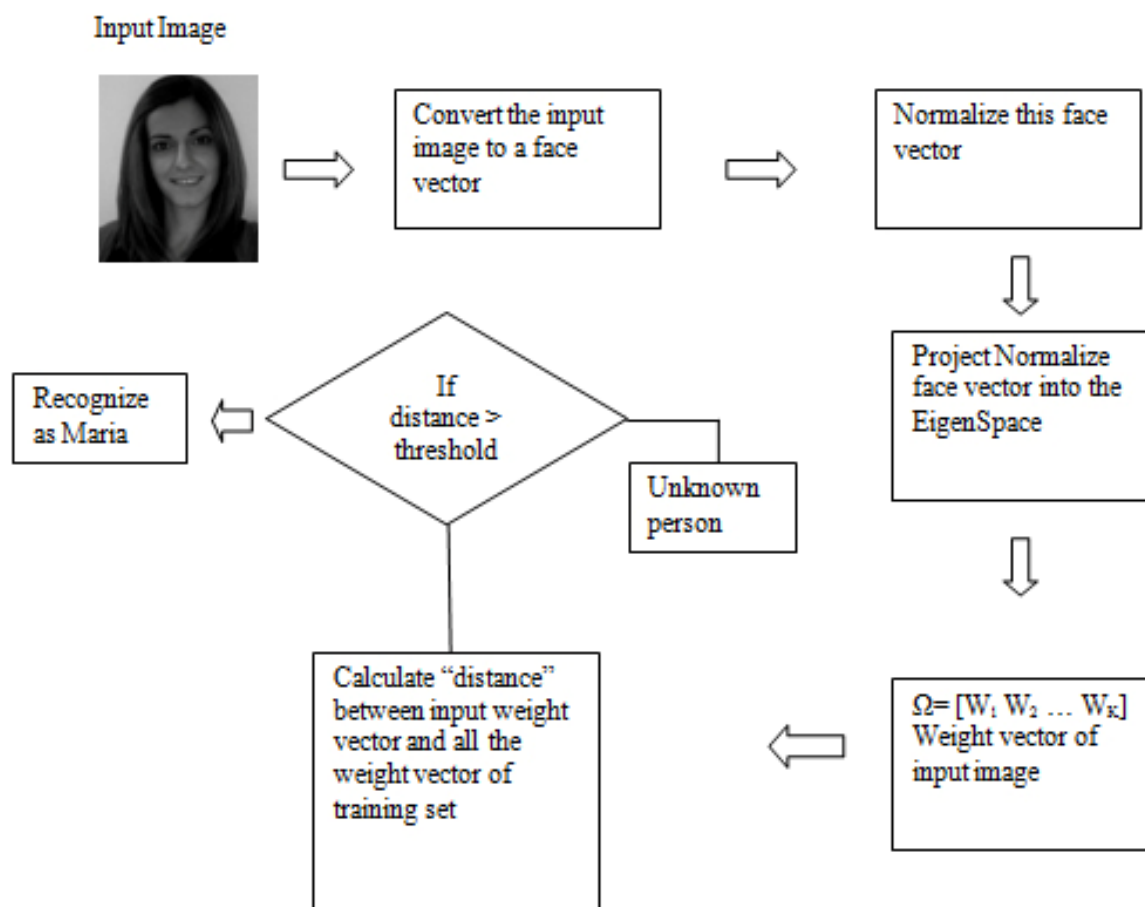 Input Image
Convert the input
image to a face
vector
Normalize this face
vector
Project Normalize
face vector into the
EigenSpace
Ω= [W₁ W₂ … Wₖ]
Weight vector of
input image
Calculate “distance”
between input weight
vector and all the
weight vector of
training set
If
distance >
threshold
Unknown
person
Recognize
as Maria